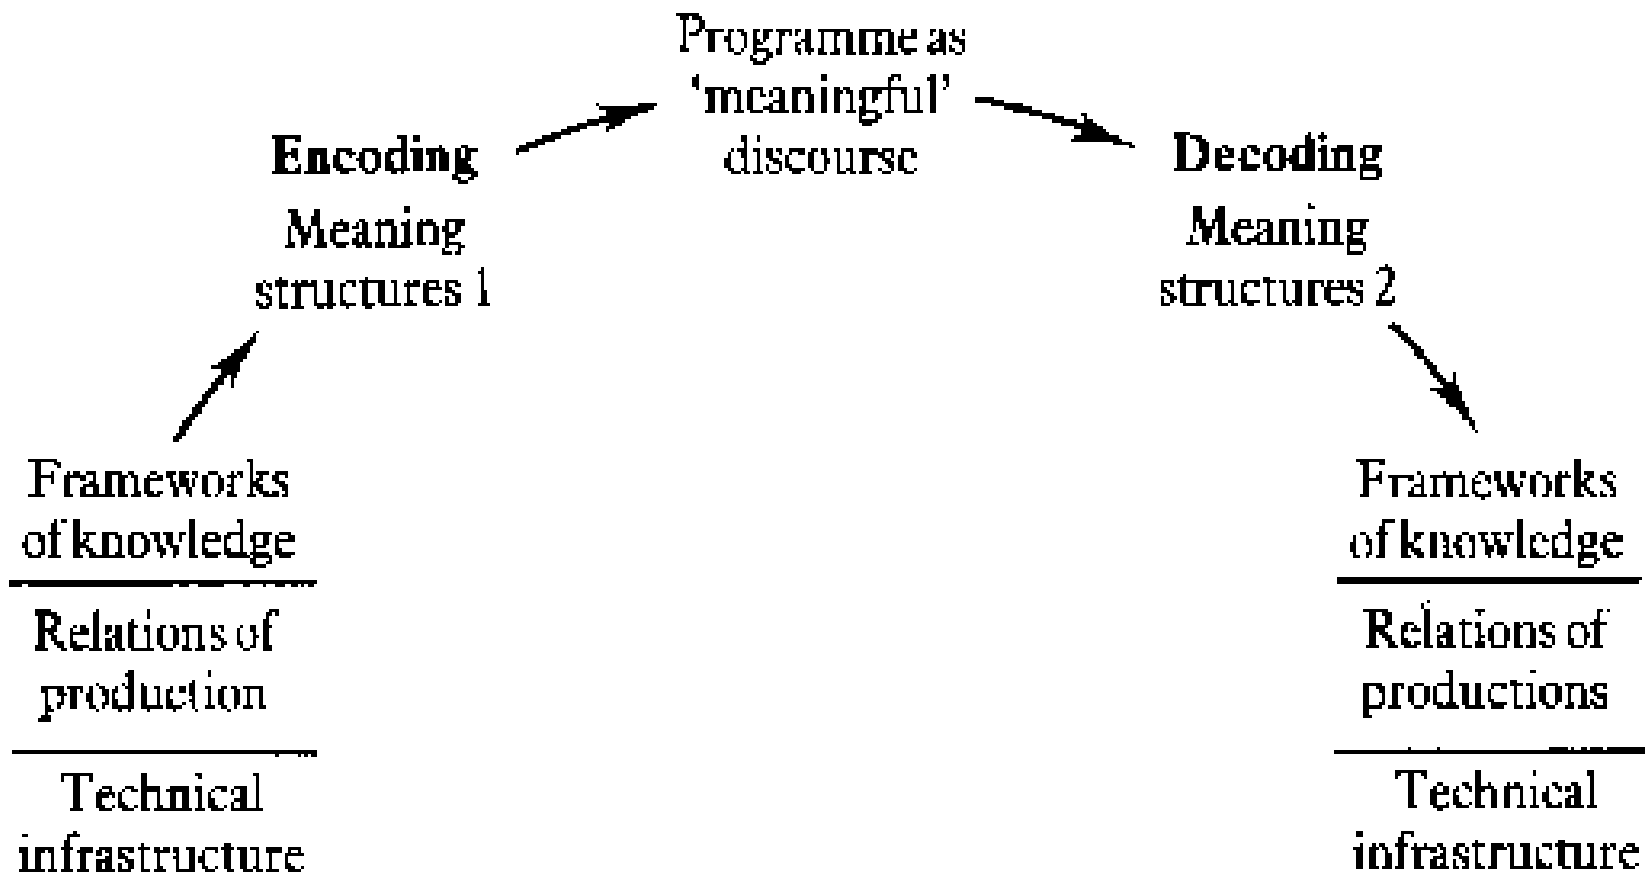 Programme as
‘meaningful’
discourse
Encoding
Meaning
structures 1
Decoding
Meaning
structures 2
Frameworks
of knowledge
Relations of
production
Technical
infrastructure
Frameworks
of knowledge
Relations of
productions
Technical
infrastructure